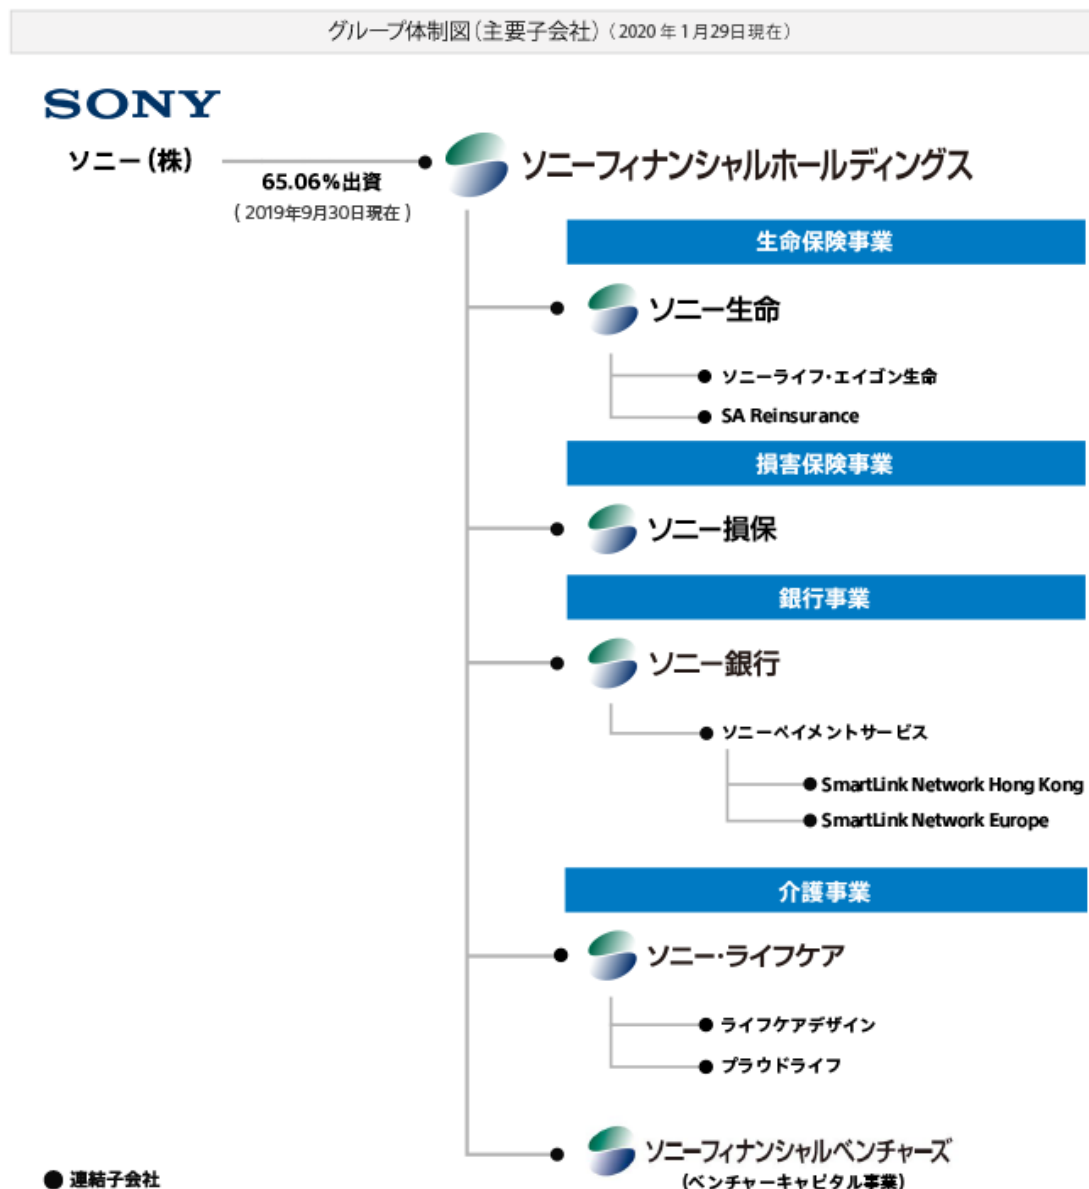 グループ体制図（主要子会社）（2020年1月29日現在）
SONY
ソニー（株）
65.06%出資
( 2019年9月30日現在 )
ソニーフィナンシャルホールディングス
生命保険事業
ソニー生命
ソニーライフ・エイゴン生命
SA Reinsurance
損害保険事業
ソニー損保
銀行事業
ソニー銀行
ソニーペイメントサービス
SmartLink Network Hong Kong
SmartLink Network Europe
介護事業
ソニー・ライフケア
ライフケアデザイン
プラウドライフ
ソニーフィナンシャルベンチャーズ
(ベンチャーキャピタル事業)
● 連結子会社